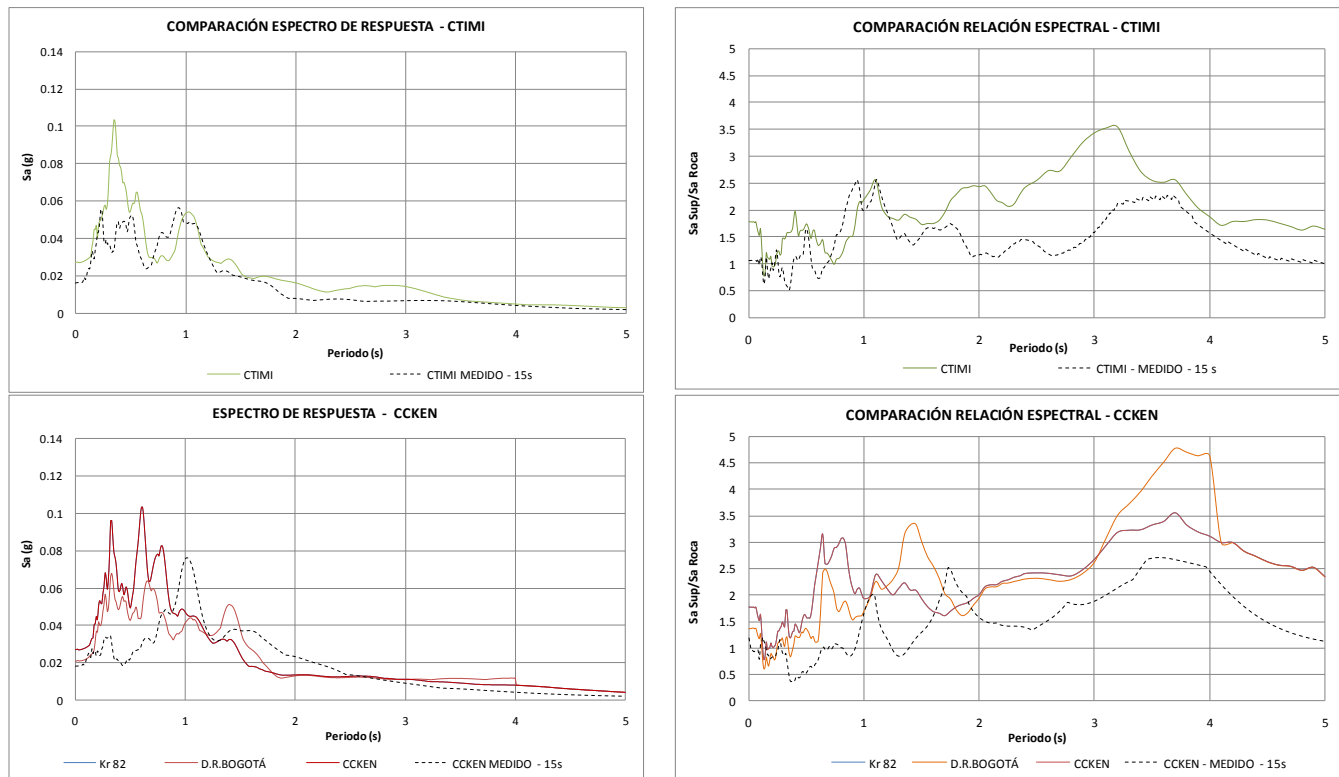 COMPARACIÓN ESPECTRO DE RESPUESTA - CTIMI
0.14
0.12
0.1
0.08
0.06
0.04
0.02
0
Sa (g)
0 1 2 3 4 5
Periodo (s)
CTIMI CTIMI MEDIDO - 15s
COMPARACIÓN RELACIÓN ESPECTRAL - CTIMI
5
4.5
4
3.5
3
2.5
2
1.5
1
0.5
0
Sa Sup/Sa Roca
0 1 2 3 4 5
Periodo (s)
CTIMI CTIMI - MEDIDO - 15 s
ESPECTRO DE RESPUESTA - CCKEN
0.14
0.12
0.1
0.08
0.06
0.04
0.02
0
Sa (g)
0 1 2 3 4 5
Periodo (s)
Kr 82 D.R.BOGOTÁ CCKEN CCKEN MEDIDO - 15s
COMPARACIÓN RELACIÓN ESPECTRAL - CCKEN
5
4.5
4
3.5
3
2.5
2
1.5
1
0.5
0
Sa Sup/Sa Roca
0 1 2 3 4 5
Periodo (s)
Kr 82 D.R.BOGOTÁ CCKEN CCKEN - MEDIDO - 15s